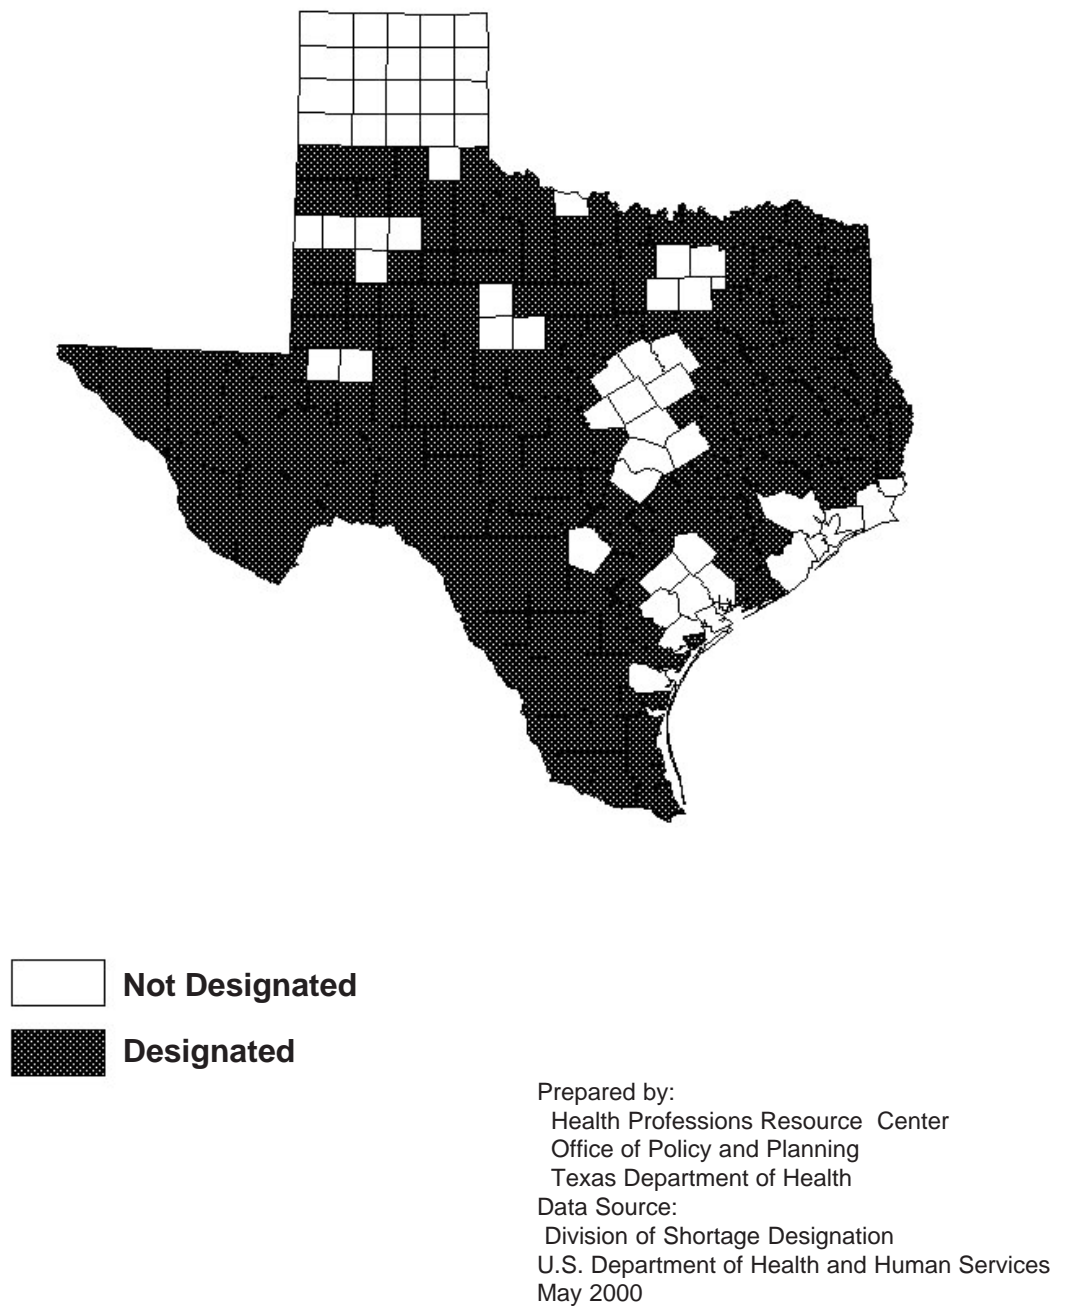 Not Designated
Designated
Prepared by:
Health Professions Resource Center
Office of Policy and Planning
Texas Department of Health
Data Source:
Division of Shortage Designation
U.S. Department of Health and Human Services
May 2000